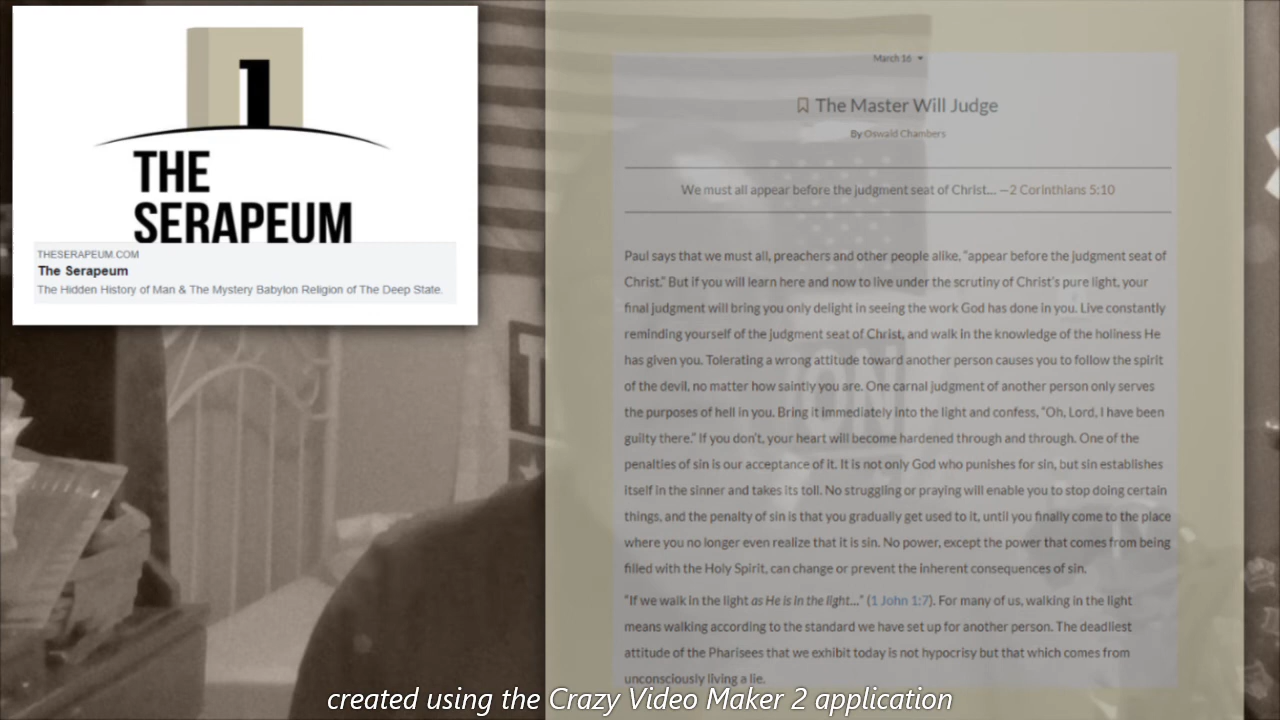 1
THE
SERAPEUM
THESERAPEUM.COM
The Serapeum
The Hidden History of Man & The Mystery Babylon Religion of The Deep State.
March 16
The Master Will Judge
By Oswald Chambers
We must all appear before the judgment seat of Christ... —2 Corinthians 5:10
Paul says that we must all, preachers and other people alike, "appear before the judgment seat of
Christ." But if you will learn here and now to live under the scrutiny of Christ's pure light, your
final judgment will bring you only delight in seeing the work God has done in you. Live constantly
reminding yourself of the judgment seat of Christ, and walk in the knowledge of the holiness He
has given you. Tolerating a wrong attitude toward another person causes you to follow the spirit
of the devil, no matter how saintly you are. One carnal judgment of another person only serves
the purposes of hell in you. Bring it immediately into the light and confess, "Oh, Lord, I have been
guilty there." If you don't, your heart will become hardened through and through. One of the
penalties of sin is our acceptance of it. It is not only God who punishes for sin, but sin establishes
itself in the sinner and takes its toll. No struggling or praying will enable you to stop doing certain
things, and the penalty of sin is that you gradually get used to it, until you finally come to the place
where you no longer even realize that it is sin. No power, except the power that comes from being
filled with the Holy Spirit, can change or prevent the inherent consequences of sin.
"If we walk in the light as He is in the light..." (1 John 1:7). For many of us, walking in the light
means walking according to the standard we have set up for another person. The deadliest
attitude of the Pharisees that we exhibit today is not hypocrisy but that which comes from
unconsciously living a lie.
ON
created using the Crazy Video Maker 2 application